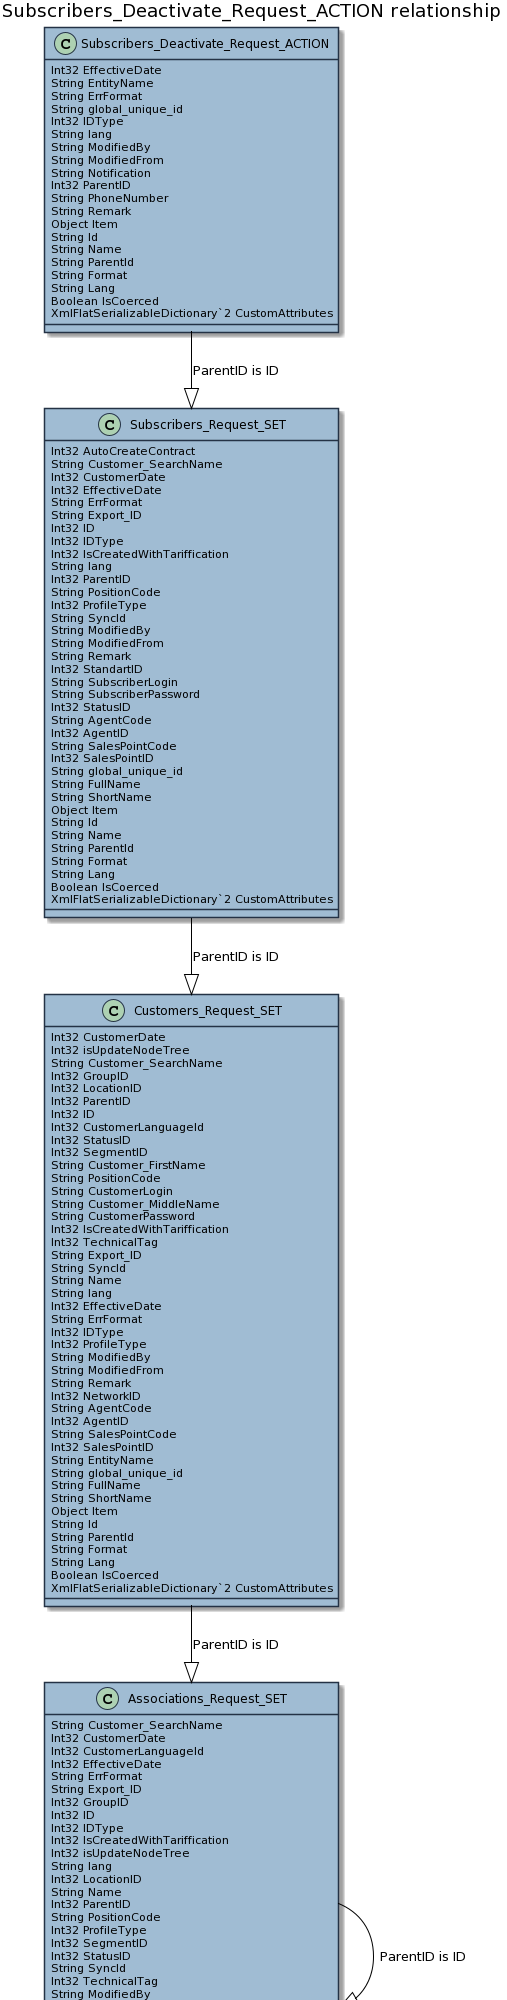 Subscribers_Deactivate_Request_ACTION relationship
C Subscribers_Deactivate_Request_ACTION
Int32 EffectiveDate
String EntityName
String ErrFormat
String global_unique_id
Int32 IDType
String lang
String ModifiedBy
String ModifiedFrom
String Notification
Int32 ParentID
String PhoneNumber
String Remark
Object Item
String Id
String Name
String ParentId
String Format
String Lang
Boolean IsCoerced
XmlFlatSerializableDictionary`2 CustomAttributes
ParentID is ID
C Subscribers_Request_SET
Int32 AutoCreateContract
String Customer_SearchName
Int32 CustomerDate
Int32 EffectiveDate
String ErrFormat
String Export_ID
Int32 ID
Int32 IDType
Int32 IsCreatedWithTariffication
String lang
Int32 ParentID
String PositionCode
Int32 ProfileType
String SyncId
String ModifiedBy
String ModifiedFrom
String Remark
Int32 StandartID
String SubscriberLogin
String SubscriberPassword
Int32 StatusID
String AgentCode
Int32 AgentID
String SalesPointCode
Int32 SalesPointID
String global_unique_id
String FullName
String ShortName
Object Item
String Id
String Name
String ParentId
String Format
String Lang
Boolean IsCoerced
XmlFlatSerializableDictionary`2 CustomAttributes
ParentID is ID
C Customers_Request_SET
Int32 CustomerDate
Int32 isUpdateNodeTree
String Customer_SearchName
Int32 GroupID
Int32 LocationID
Int32 ParentID
Int32 ID
Int32 CustomerLanguageId
Int32 StatusID
Int32 SegmentID
String Customer_FirstName
String PositionCode
String CustomerLogin
String Customer_MiddleName
String CustomerPassword
Int32 IsCreatedWithTariffication
Int32 TechnicalTag
String Export_ID
String SyncId
String Name
String lang
Int32 EffectiveDate
String ErrFormat
Int32 IDType
Int32 ProfileType
String ModifiedBy
String ModifiedFrom
String Remark
Int32 NetworkID
String AgentCode
Int32 AgentID
String SalesPointCode
Int32 SalesPointID
String EntityName
String global_unique_id
String FullName
String ShortName
Object Item
String Id
String ParentId
String Format
String Lang
Boolean IsCoerced
XmlFlatSerializableDictionary`2 CustomAttributes
ParentID is ID
C Associations_Request_SET
String Customer_SearchName
Int32 CustomerDate
Int32 CustomerLanguageId
Int32 EffectiveDate
String ErrFormat
String Export_ID
Int32 GroupID
Int32 ID
Int32 IDType
Int32 IsCreatedWithTariffication
Int32 isUpdateNodeTree
String lang
Int32 LocationID
String Name
Int32 ParentID
String PositionCode
Int32 ProfileType
Int32 SegmentID
Int32 StatusID
ParentID is ID
String SyncId
Int32 TechnicalTag
String ModifiedBy